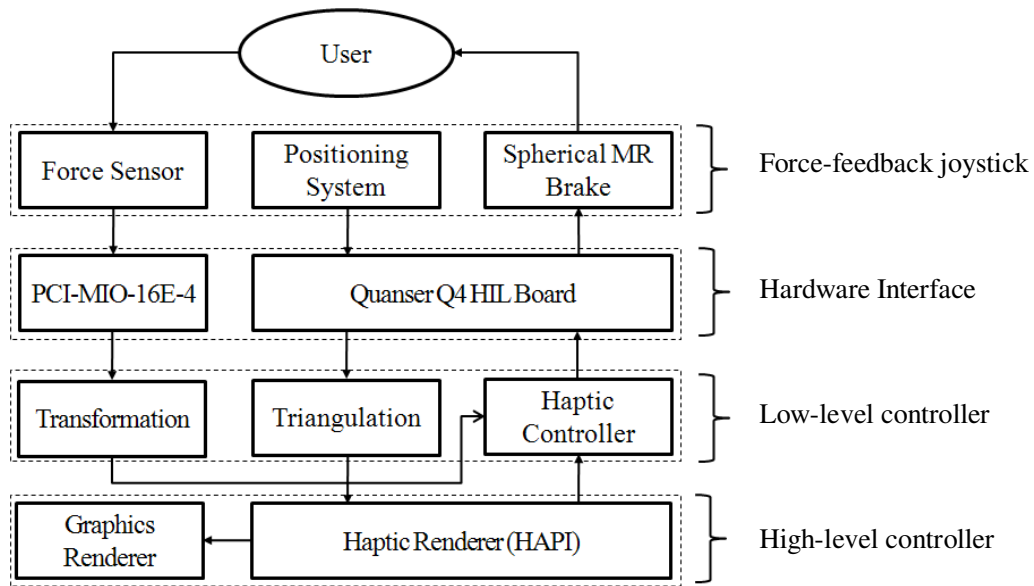 User
Force Sensor
Positioning
System
Spherical MR
Brake
Force-feedback joystick
PCI-MIO-16E-4
Quanser Q4 HIL Board
Hardware Interface
Transformation
Triangulation
Haptic
Controller
Low-level controller
Graphics
Renderer
Haptic Renderer (HAPI)
High-level controller